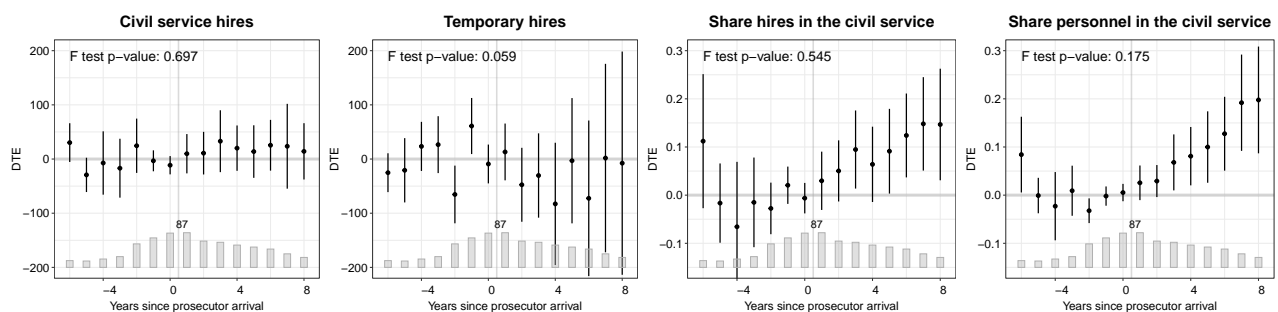 Civil service hires
F test p−value: 0.697
DTE
200
100
0
−100
−200
87
−4
0
4
8
Years since prosecutor arrival
Temporary hires
F test p−value: 0.059
DTE
200
100
0
−100
−200
87
−4
0
4
8
Years since prosecutor arrival
Share hires in the civil service
F test p−value: 0.545
DTE
0.3
0.2
0.1
0.0
−0.1
87
−4
0
4
8
Years since prosecutor arrival
Share personnel in the civil service
F test p−value: 0.175
DTE
0.3
0.2
0.1
0.0
−0.1
87
−4
0
4
8
Years since prosecutor arrival